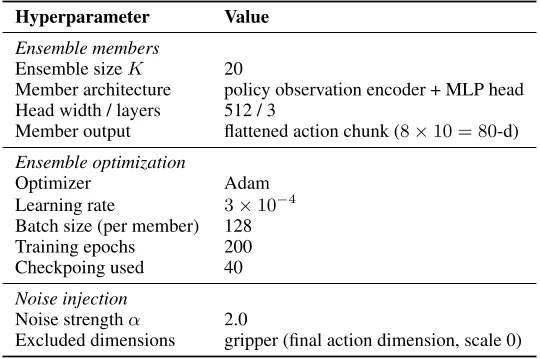 Hyperparameter Value
Ensemble members
Ensemble size K 20
Member architecture policy observation encoder + MLP head
Head width / layers 512 / 3
Member output flattened action chunk (8 × 10 = 80-d)
Ensemble optimization
Optimizer Adam
Learning rate 3 × 10⁻⁴
Batch size (per member) 128
Training epochs 200
Checkpoing used 40
Noise injection
Noise strength α 2.0
Excluded dimensions gripper (final action dimension, scale 0)